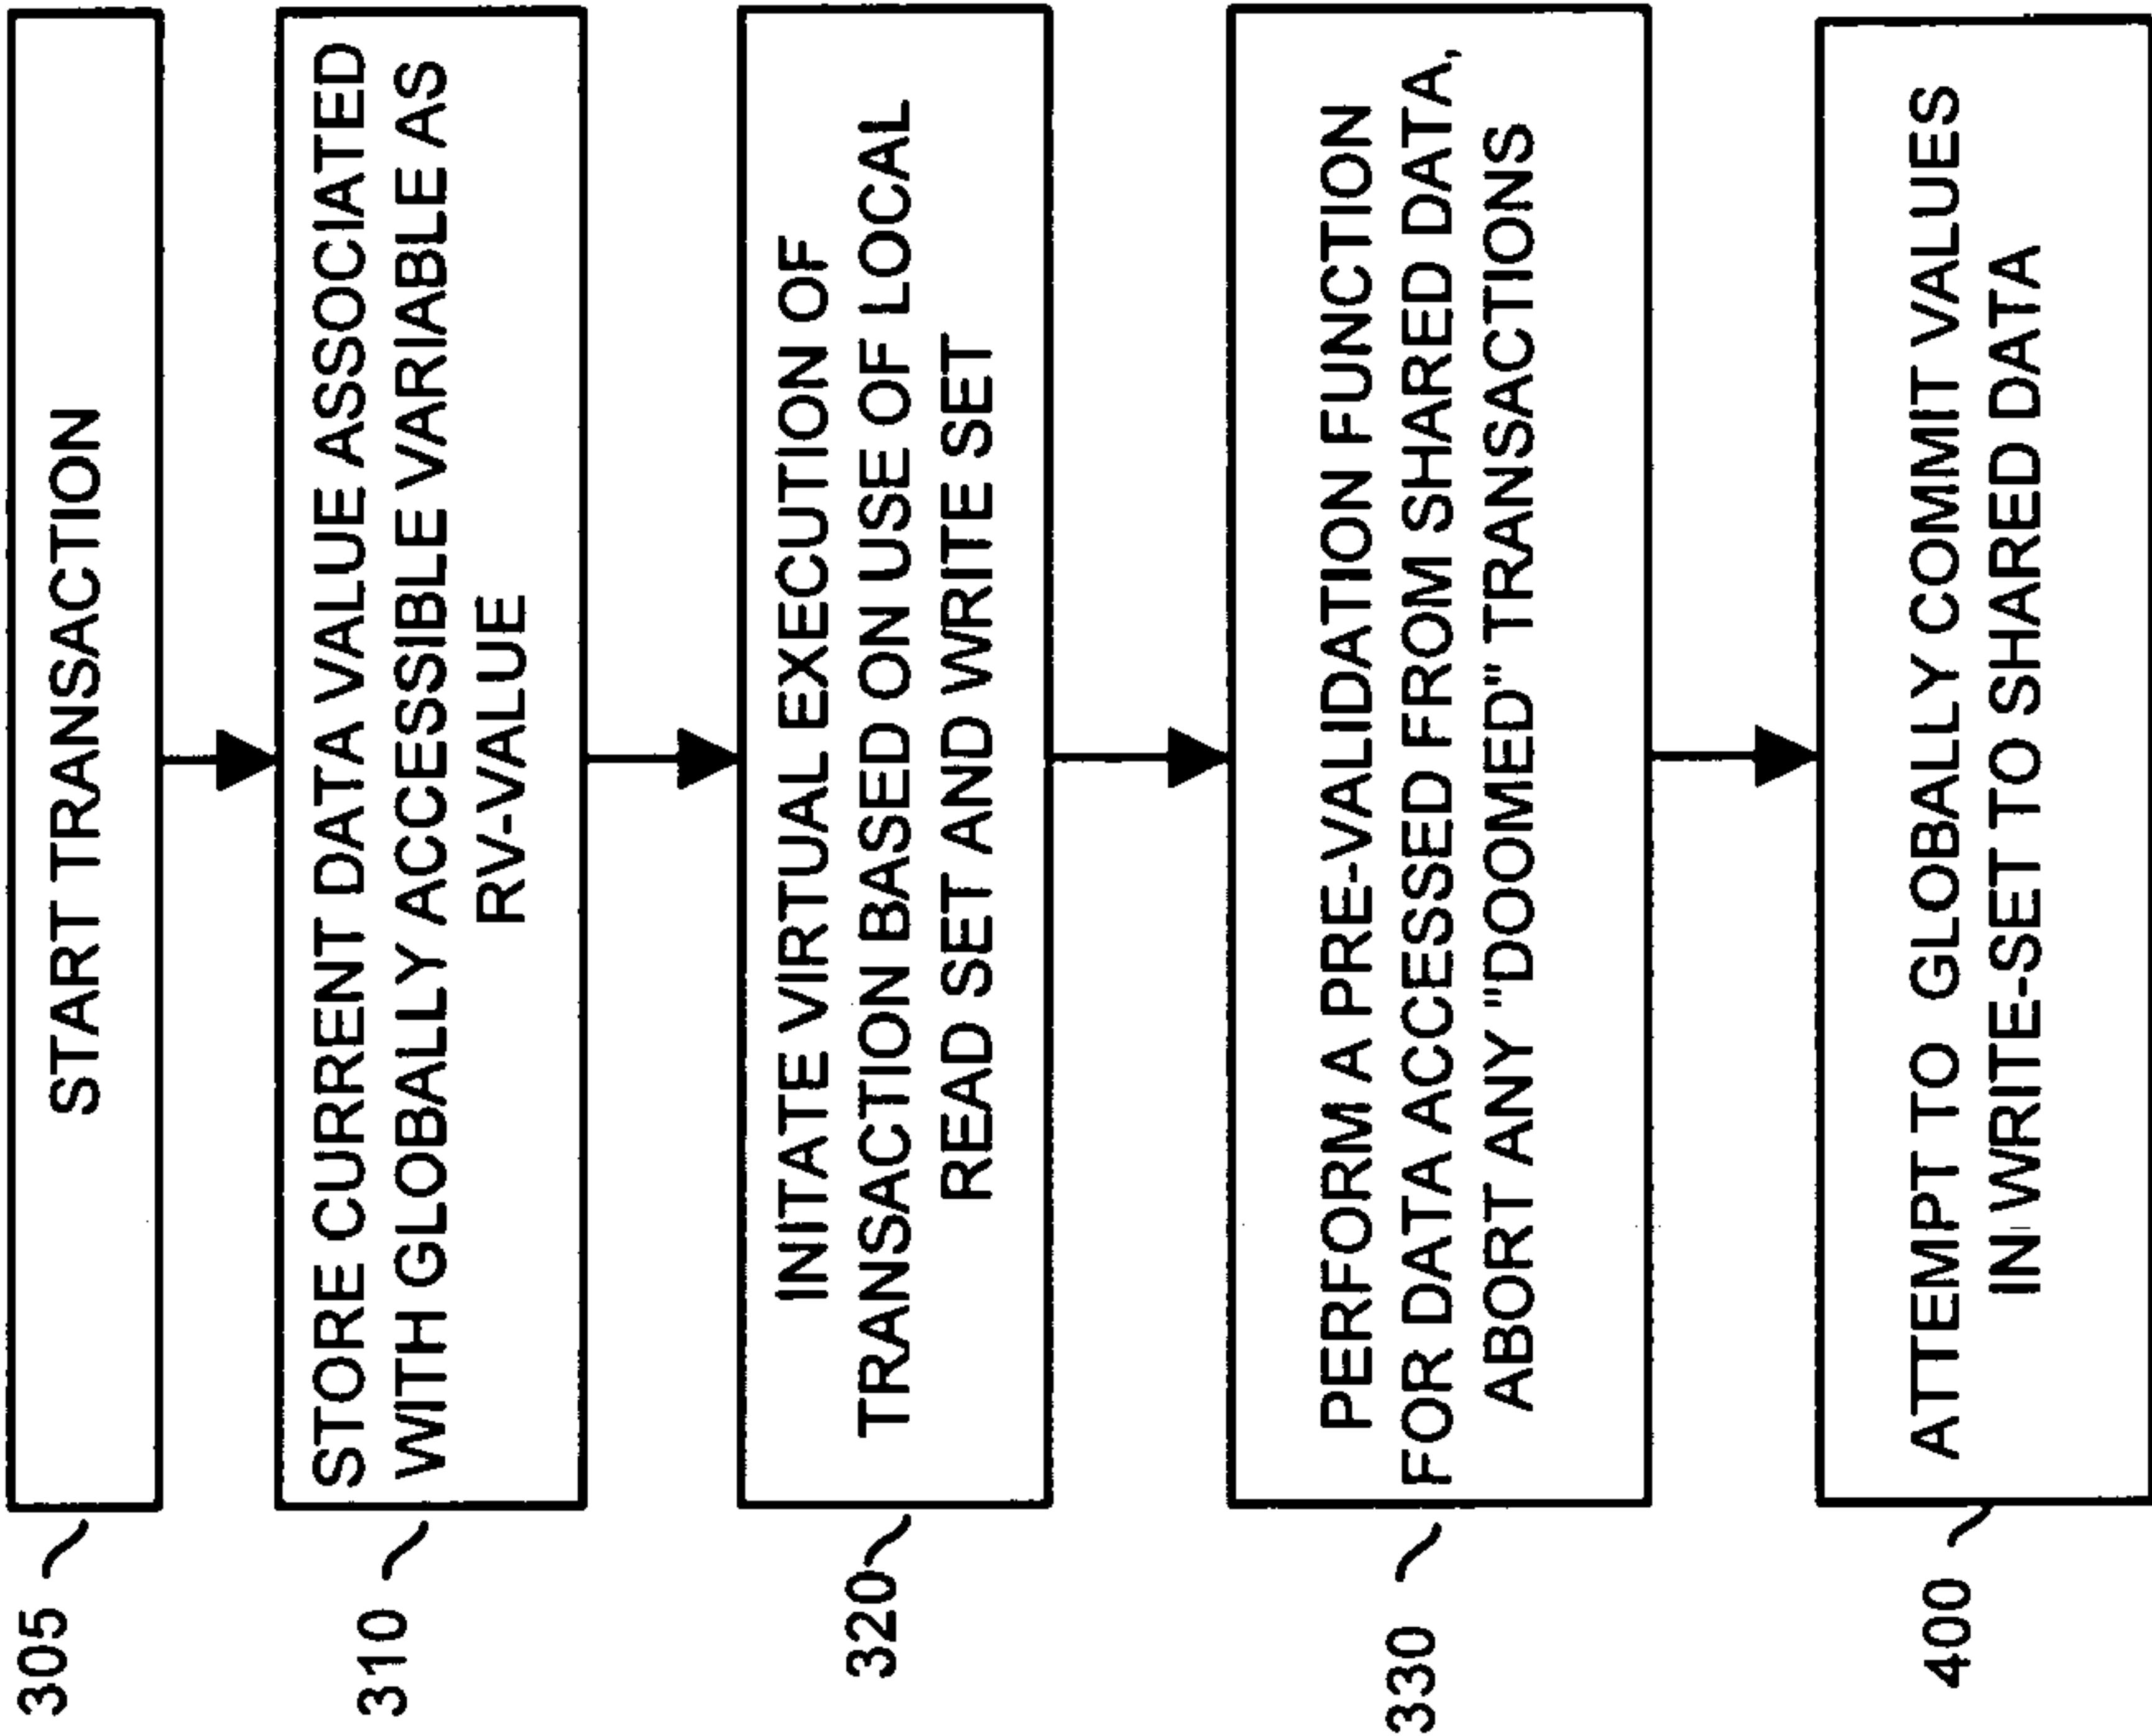 305
START TRANSACTION
310
STORE CURRENT DATA VALUE ASSOCIATED
WITH GLOBALLY ACCESSIBLE VARIABLE AS
RV-VALUE
320
INITATE VIRTUAL EXECUTION OF
TRANSACTION BASED ON USE OF LOCAL
READ SET AND WRITE SET
330
PERFORM A PRE-VALIDATION FUNCTION
FOR DATA ACCESSED FROM SHARED DATA,
ABORT ANY "DOOMED" TRANSACTIONS
400
ATTEMPT TO GLOBALLY COMMIT VALUES
IN WRITE-SET TO SHARED DATA